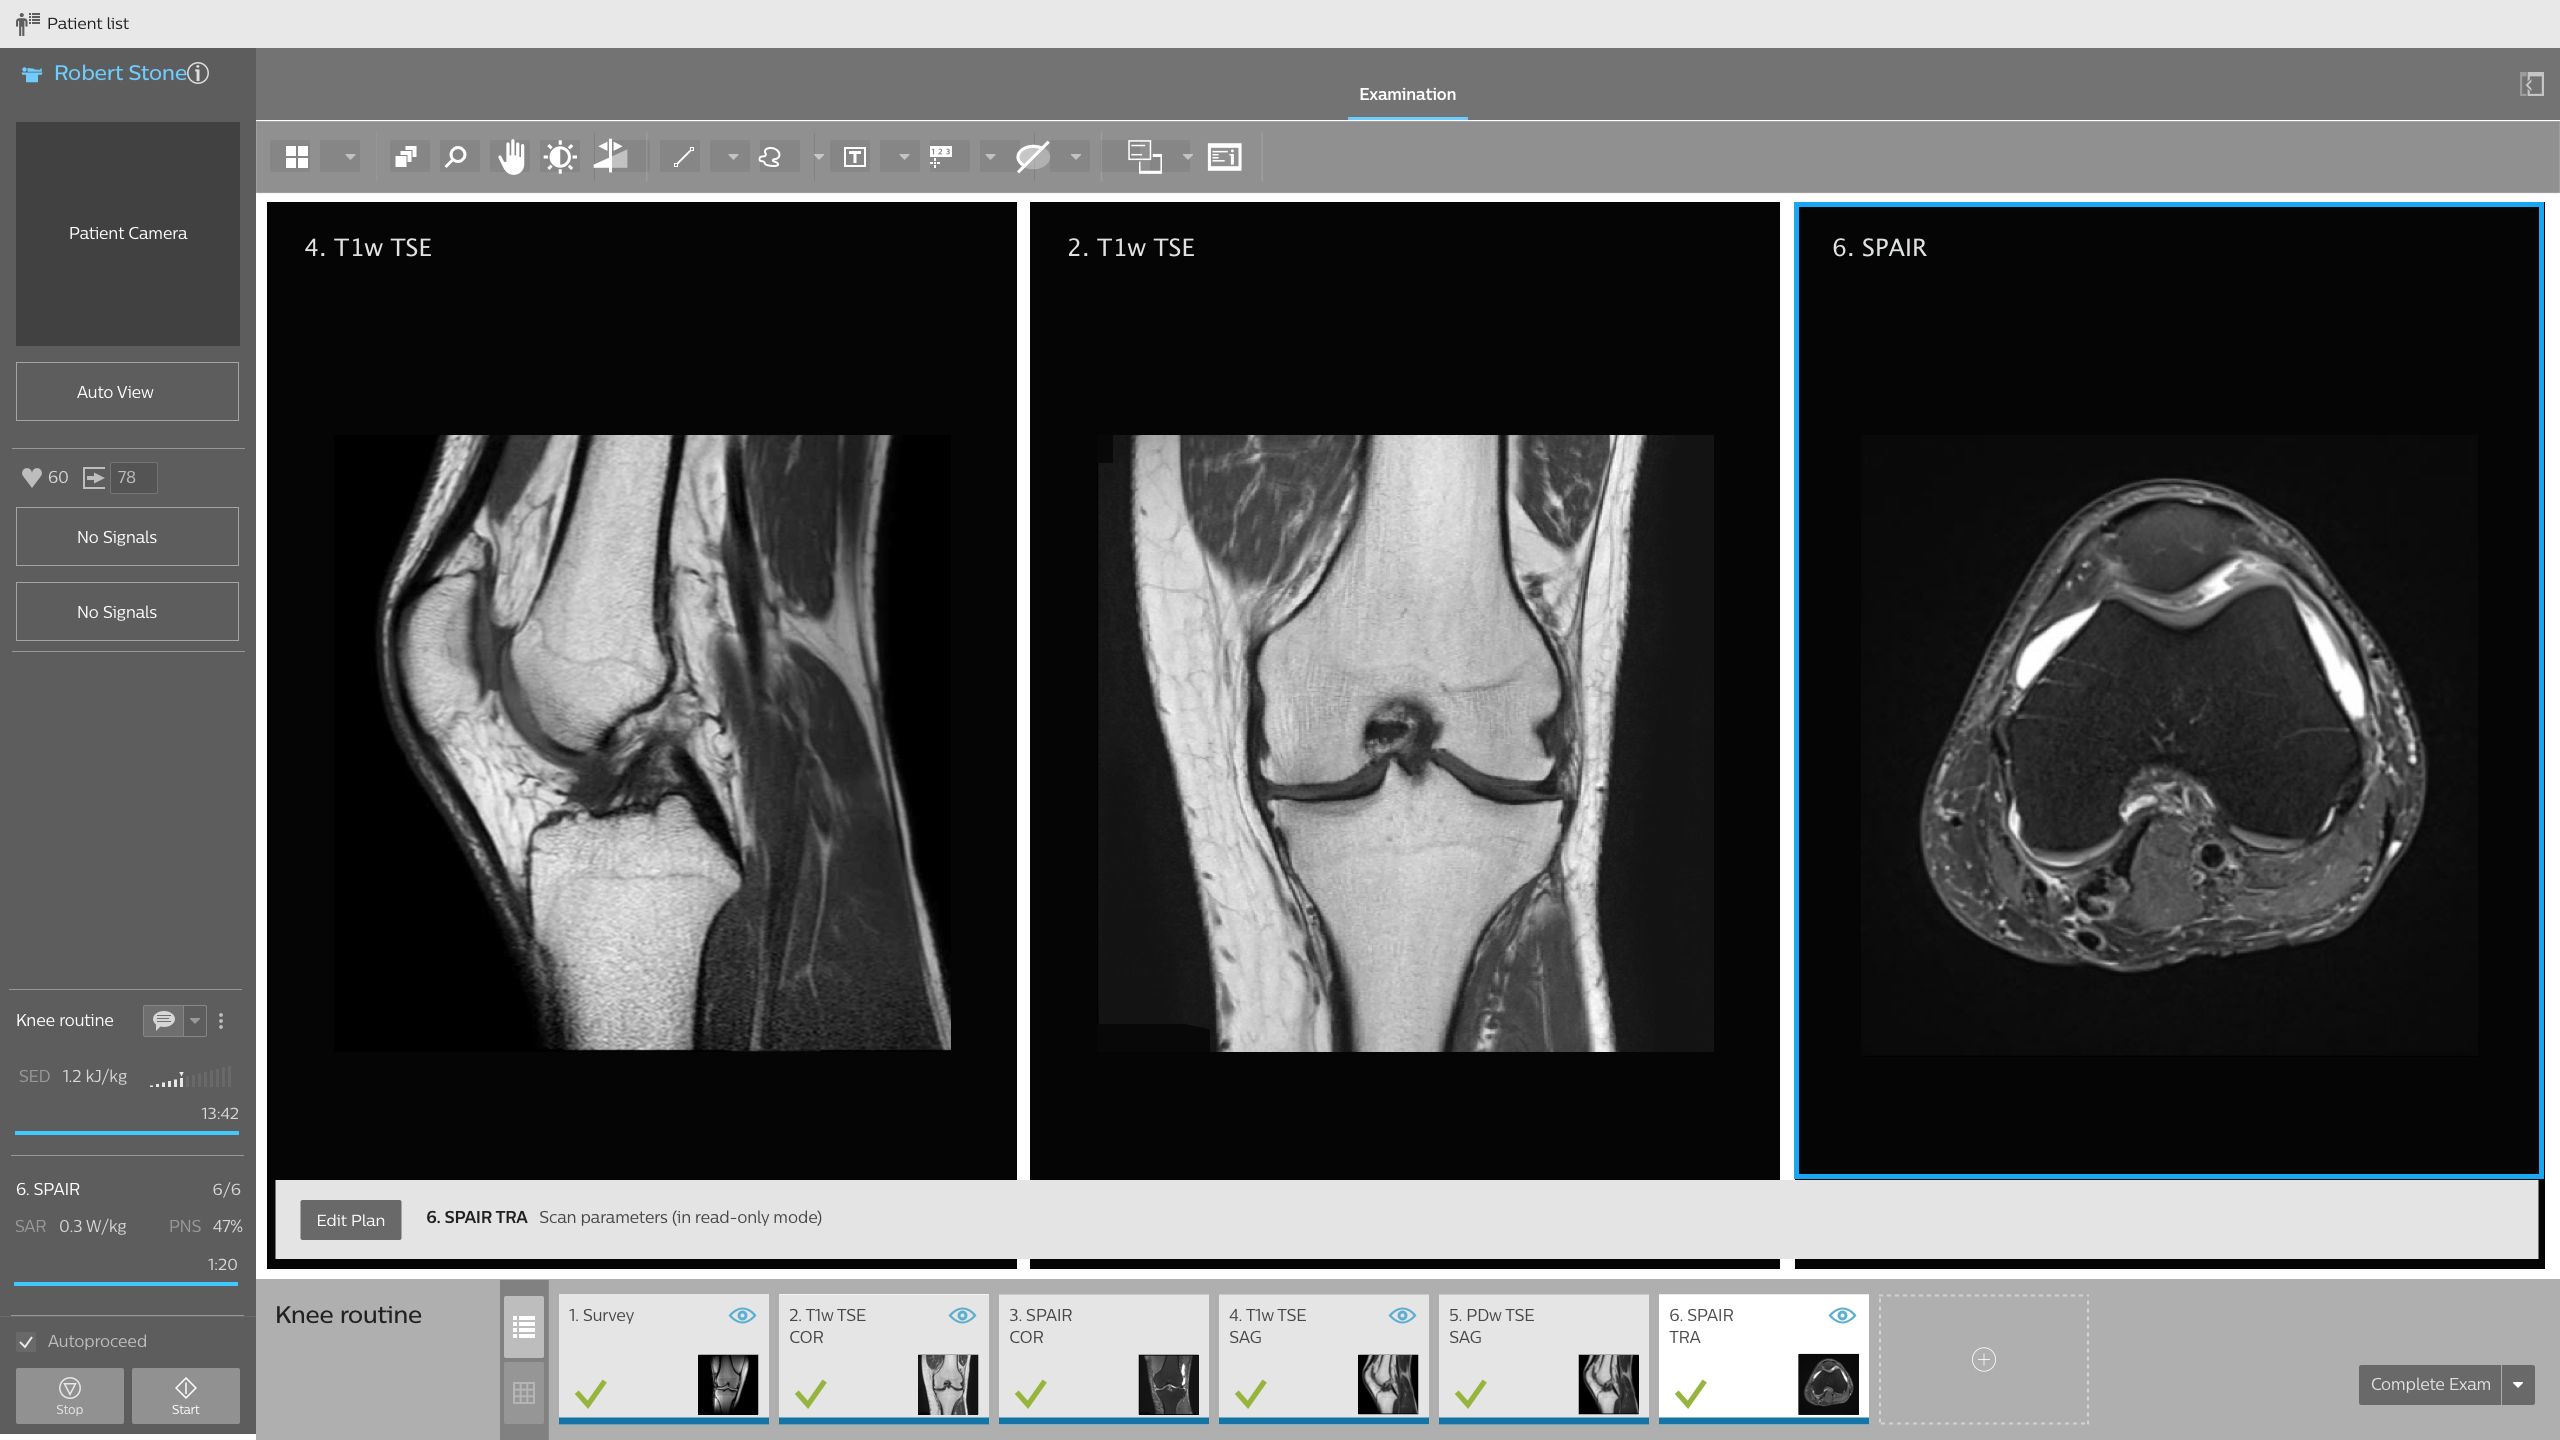 Patient list
Robert Stone
Examination
Patient Camera
Auto View
60
78
No Signals
No Signals
Knee routine
SED 1.2 kJ/kg
13:42
6. SPAIR 6/6
SAR 0.3 W/kg PNS 47%
1:20
Autoproceed
Stop
Start
T
1 2 3
4. T1w TSE
2. T1w TSE
6. SPAIR
Edit Plan
6. SPAIR TRA Scan parameters (in read-only mode)
Knee routine
1. Survey
2. T1w TSE
COR
3. SPAIR
COR
4. T1w TSE
SAG
5. PDw TSE
SAG
6. SPAIR
TRA
Complete Exam